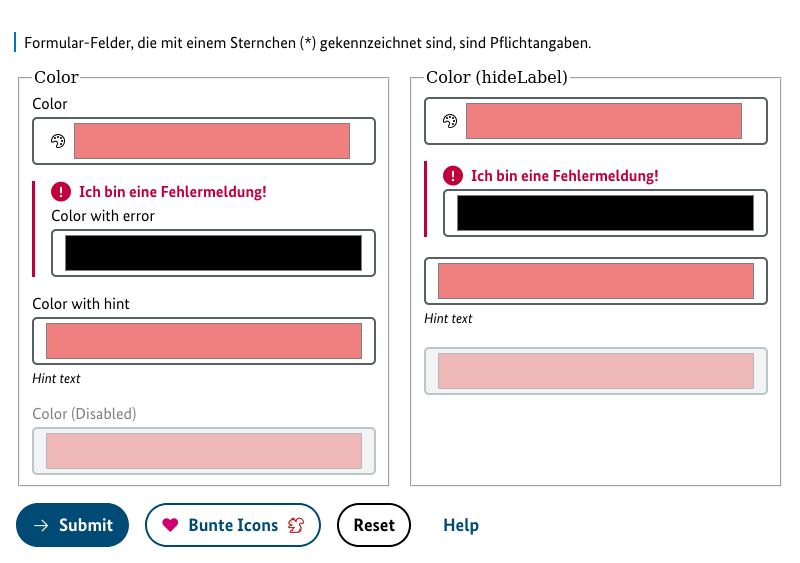 Formular-Felder, die mit einem Sternchen (*) gekennzeichnet sind, sind Pflichtangaben.
Color
Color
Ich bin eine Fehlermeldung!
Color with error
Color with hint
Hint text
Color (Disabled)
Color (hideLabel)
Ich bin eine Fehlermeldung!
Hint text
Submit
Bunte Icons
Reset
Help